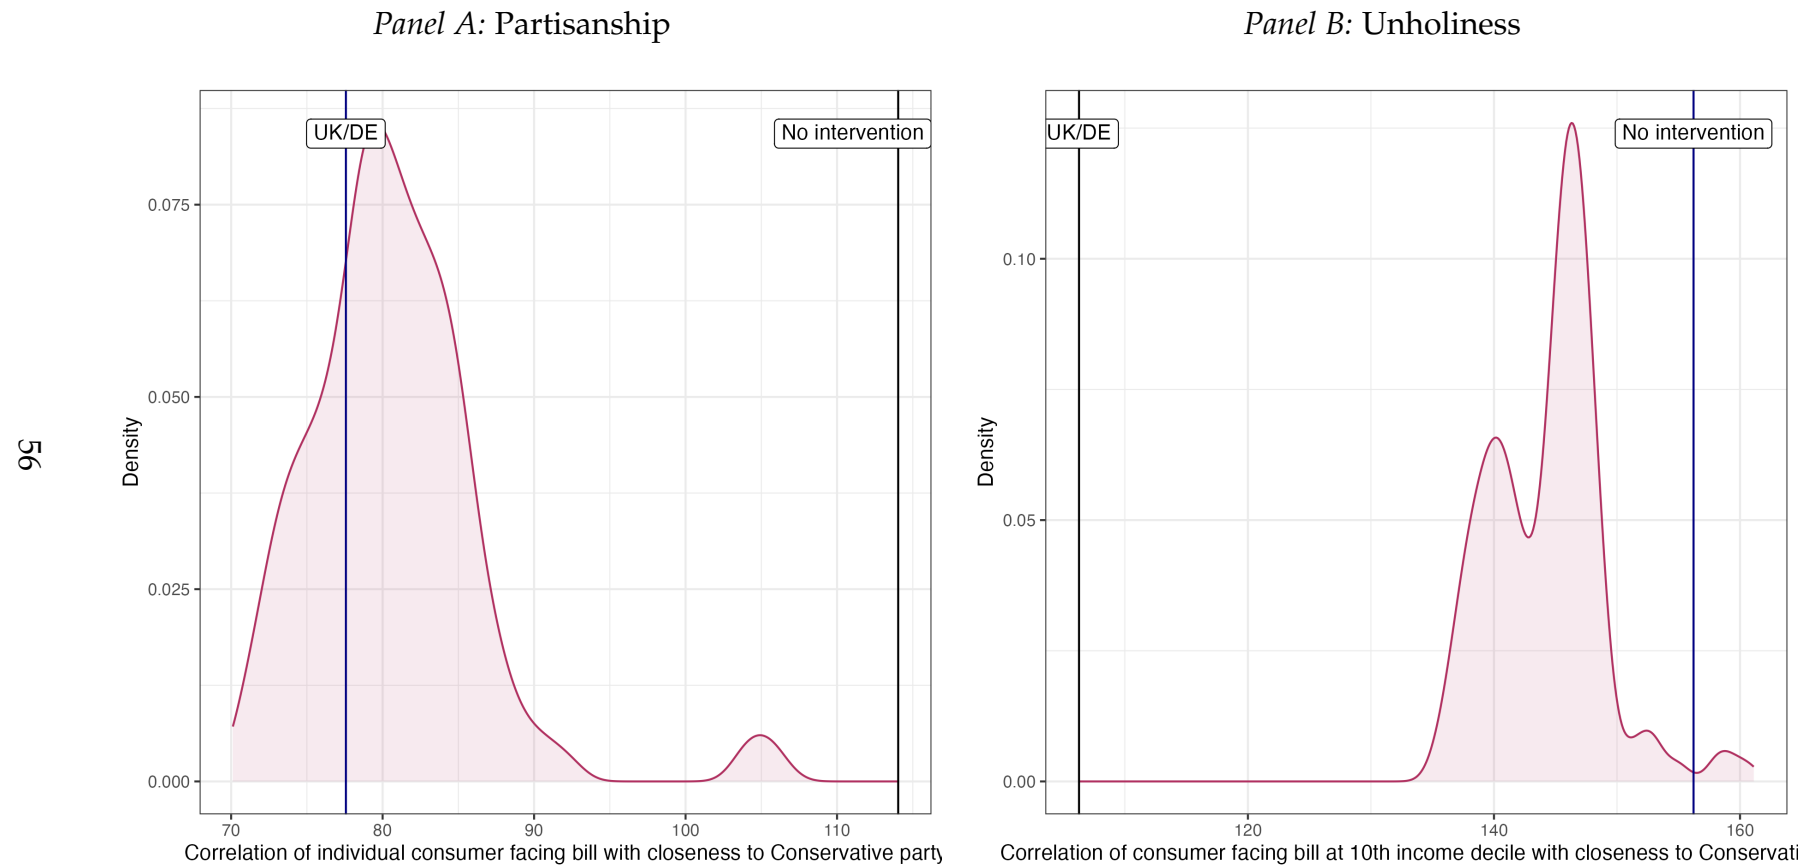 Panel A: Partisanship
Panel B: Unholiness
UK/DE
No intervention
0.075
0.050
0.025
0.000
Density
70
80
90
100
110
Correlation of individual consumer facing bill with closeness to Conservative party
UK/DE
No intervention
0.10
0.05
0.00
Density
120
140
160
Correlation of consumer facing bill at 10th income decile with closeness to Conservati
56